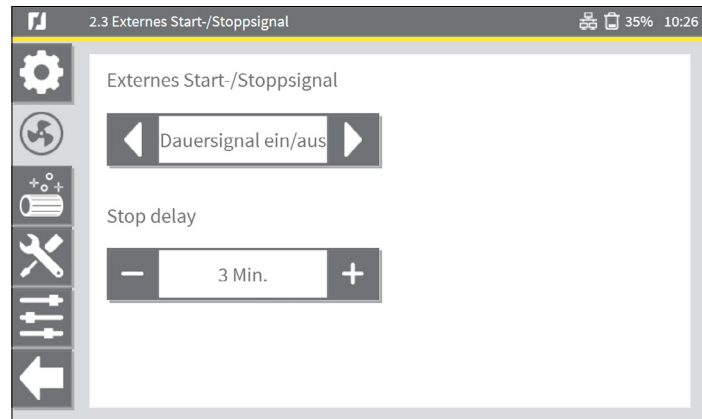 2.3 Externes Start-/Stoppsignal 35% 10:26
Externes Start-/Stoppsignal
Dauersignal ein/aus
Stop delay
3 Min.